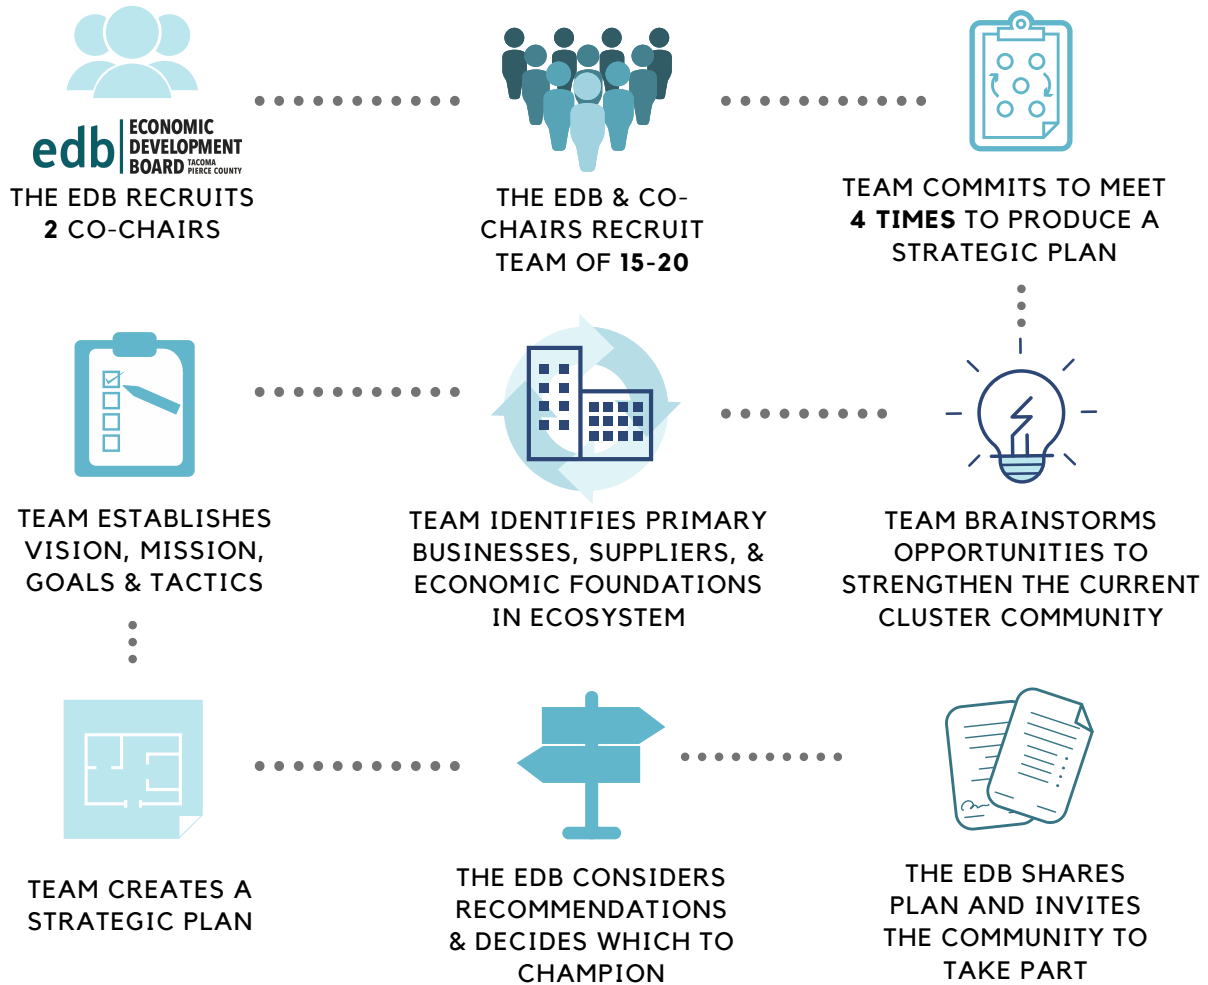 edb
ECONOMIC
DEVELOPMENT
BOARD TACOMA
PIERCE COUNTY
THE EDB RECRUITS
2 CO-CHAIRS
THE EDB & CO-
CHAIRS RECRUIT
TEAM OF 15-20
TEAM COMMITS TO MEET
4 TIMES TO PRODUCE A
STRATEGIC PLAN
TEAM BRAINSTORMS
OPPORTUNITIES TO
STRENGTHEN THE CURRENT
CLUSTER COMMUNITY
TEAM IDENTIFIES PRIMARY
BUSINESSES, SUPPLIERS, &
ECONOMIC FOUNDATIONS
IN ECOSYSTEM
TEAM ESTABLISHES
VISION, MISSION,
GOALS & TACTICS
TEAM CREATES A
STRATEGIC PLAN
THE EDB CONSIDERS
RECOMMENDATIONS
& DECIDES WHICH TO
CHAMPION
THE EDB SHARES
PLAN AND INVITES
THE COMMUNITY TO
TAKE PART